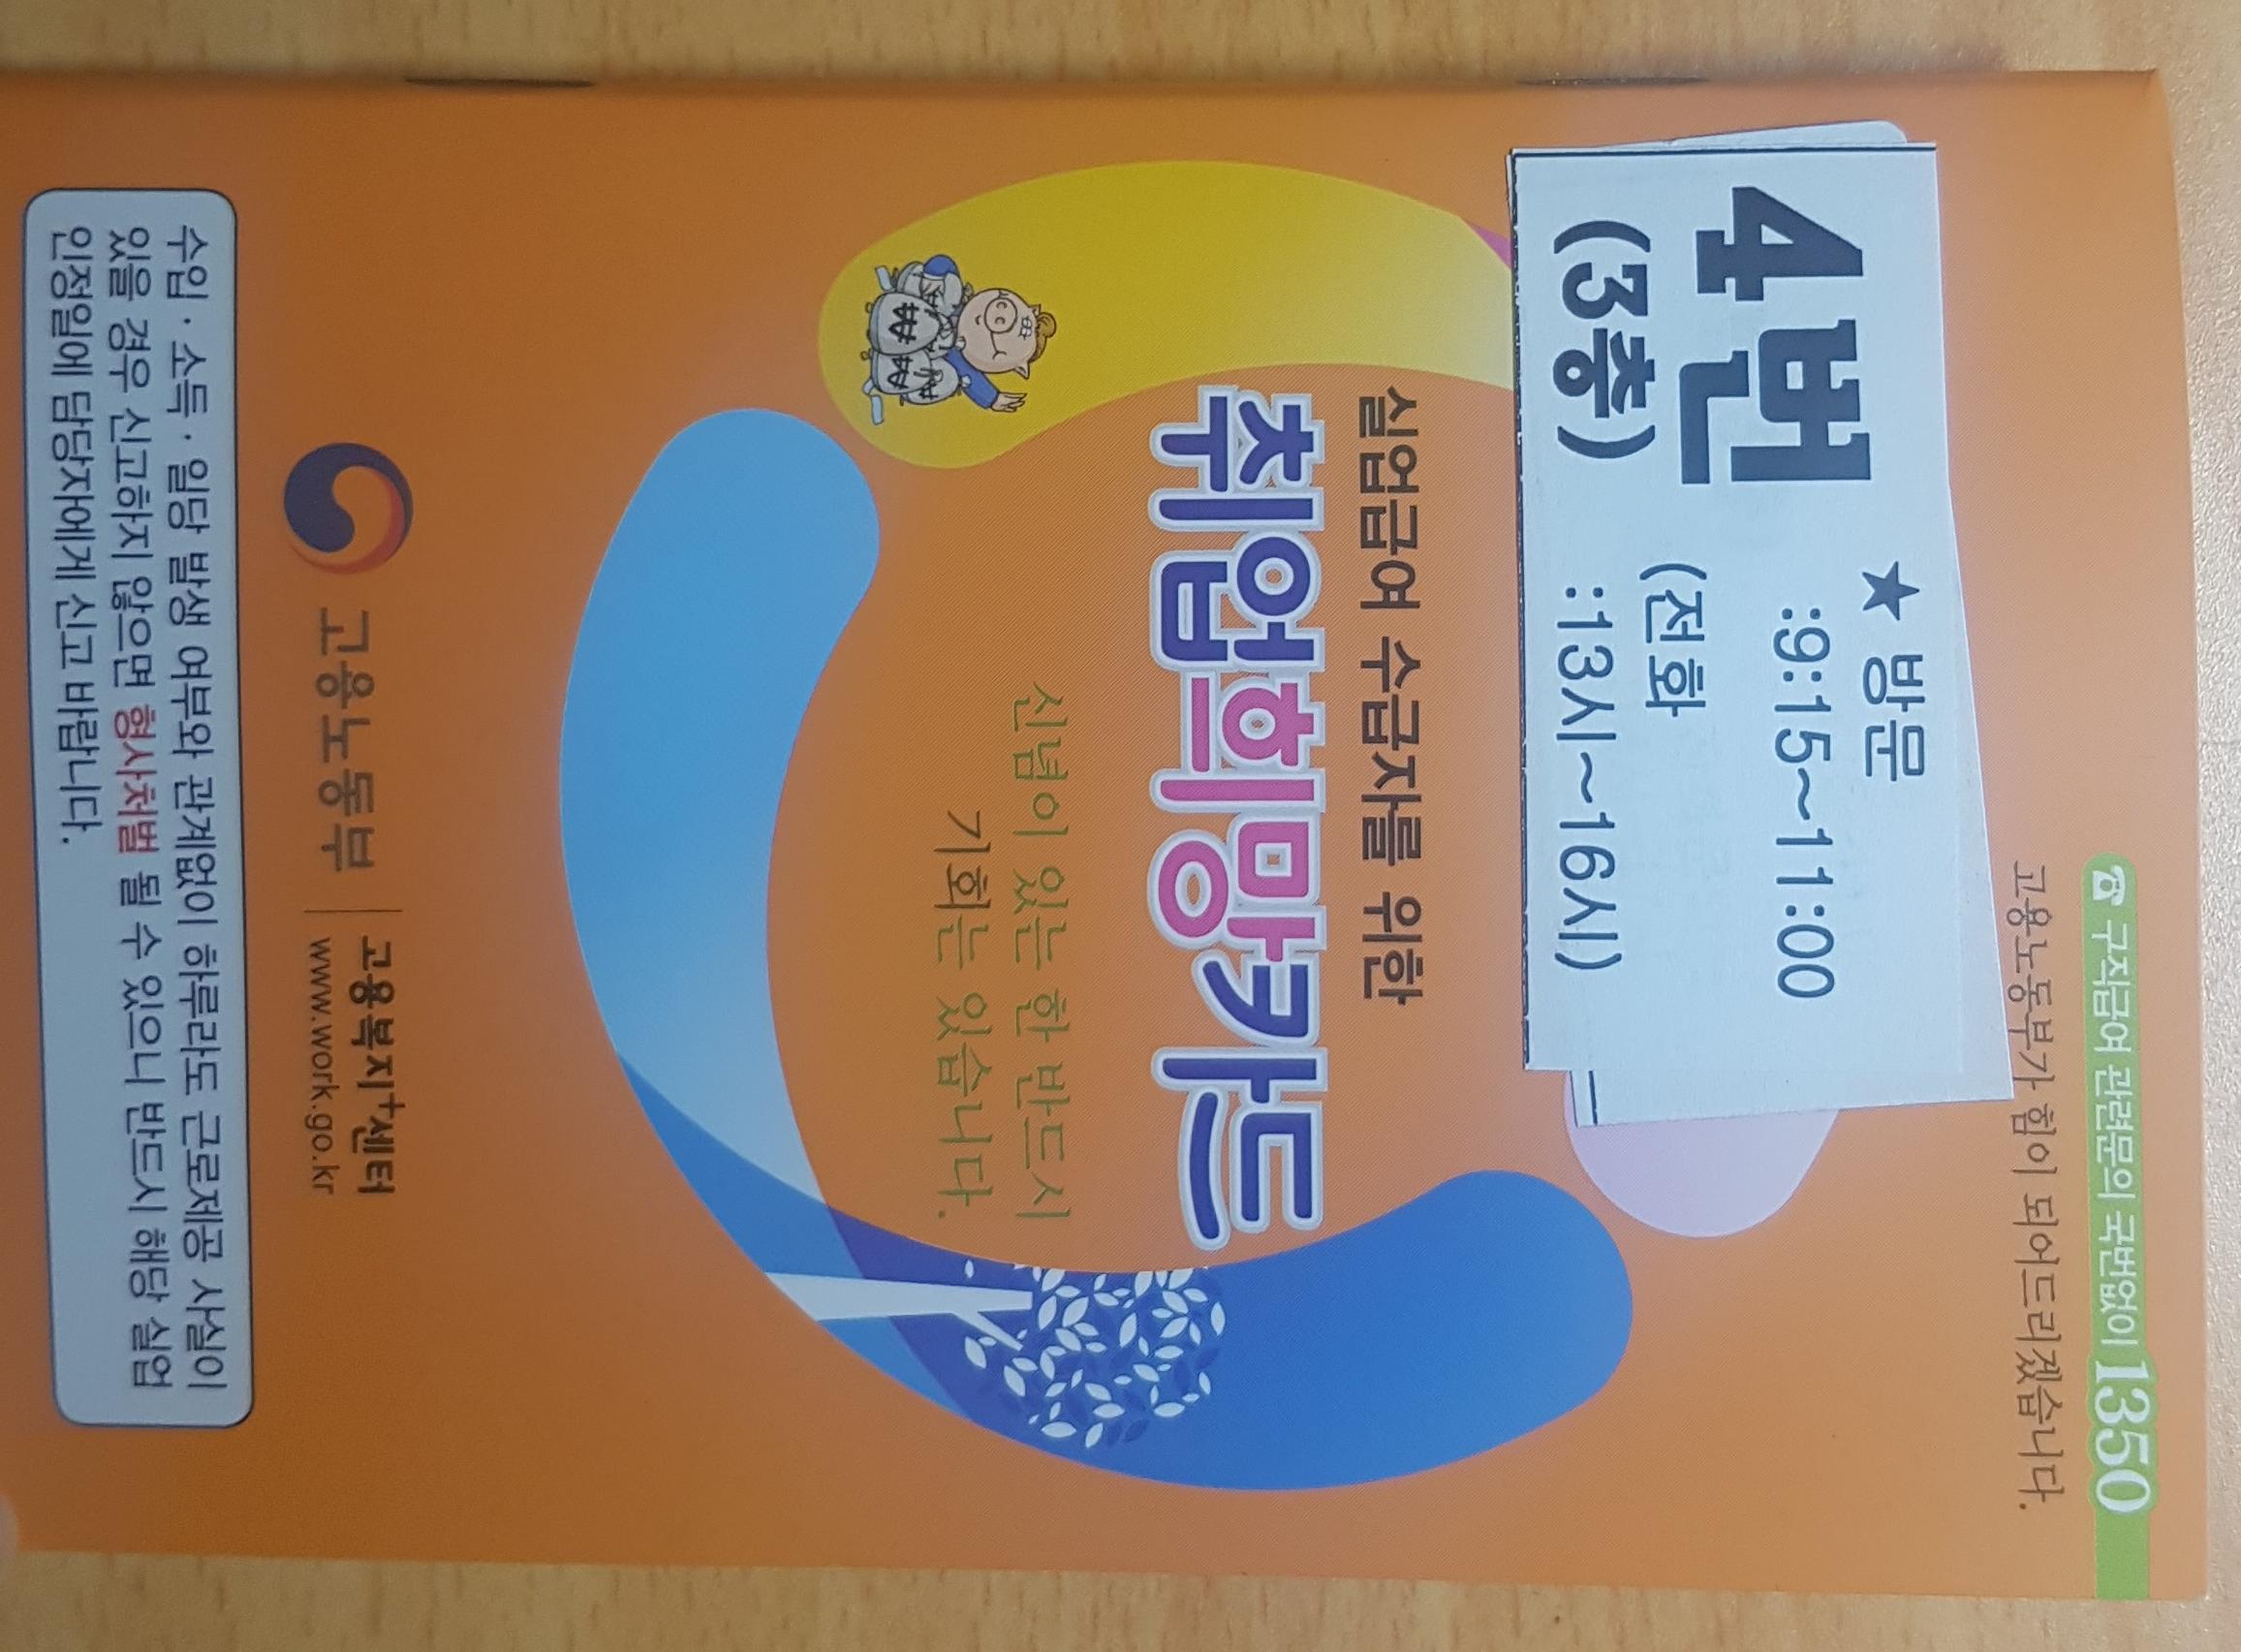 ☎ 구직급여 관련문의 국번없이 1350
고용노동부가 힘이 되어드리겠습니다.
4번
(3층)
★ 방문
:9:15~11:00
(전화
:13시~16시)
실업급여 수급자를 위한
취업희망카드
신념이 있는 한 반드시
기회는 있습니다.
고용노동부
고용복지+센터
www.work.go.kr
수입·소득·일당 발생 여부와 관계없이 하루라도 근로제공 사실이
있을 경우 신고하지 않으면 형사처벌 될 수 있으니 반드시 해당 실업
인정일에 담당자에게 신고 바랍니다.